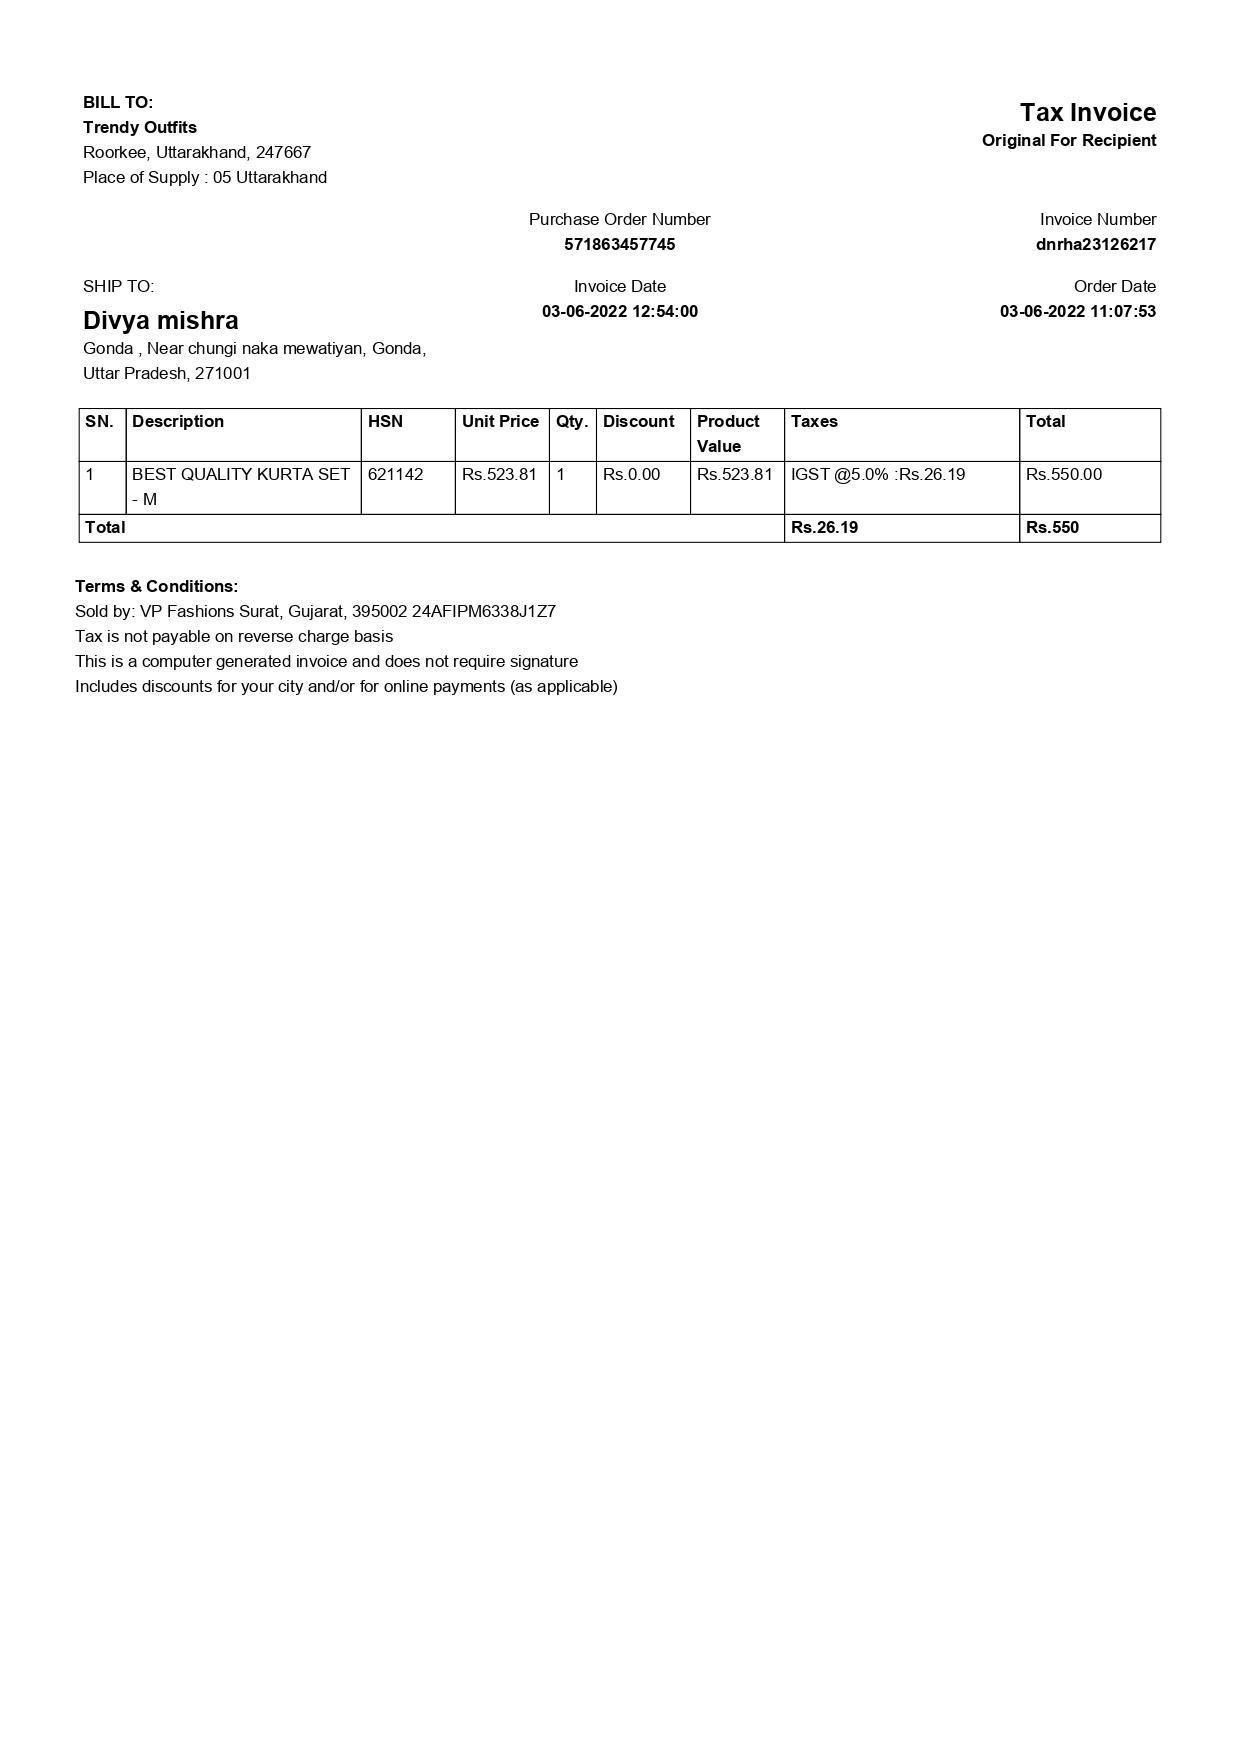 BILL TO:
Trendy Outfits
Roorkee, Uttarakhand, 247667
Place of Supply : 05 Uttarakhand
Tax Invoice
Original For Recipient
Purchase Order Number
571863457745
Invoice Number
dnrha23126217
SHIP TO:
Divya mishra
Gonda , Near chungi naka mewatiyan, Gonda,
Uttar Pradesh, 271001
Invoice Date
03-06-2022 12:54:00
Order Date
03-06-2022 11:07:53
SN. Description HSN Unit Price Qty. Discount Product Value Taxes Total
1 BEST QUALITY KURTA SET - M 621142 Rs.523.81 1 Rs.0.00 Rs.523.81 IGST @5.0% :Rs.26.19 Rs.550.00
Total Rs.26.19 Rs.550
Terms & Conditions:
Sold by: VP Fashions Surat, Gujarat, 395002 24AFIPM6338J1Z7
Tax is not payable on reverse charge basis
This is a computer generated invoice and does not require signature
Includes discounts for your city and/or for online payments (as applicable)